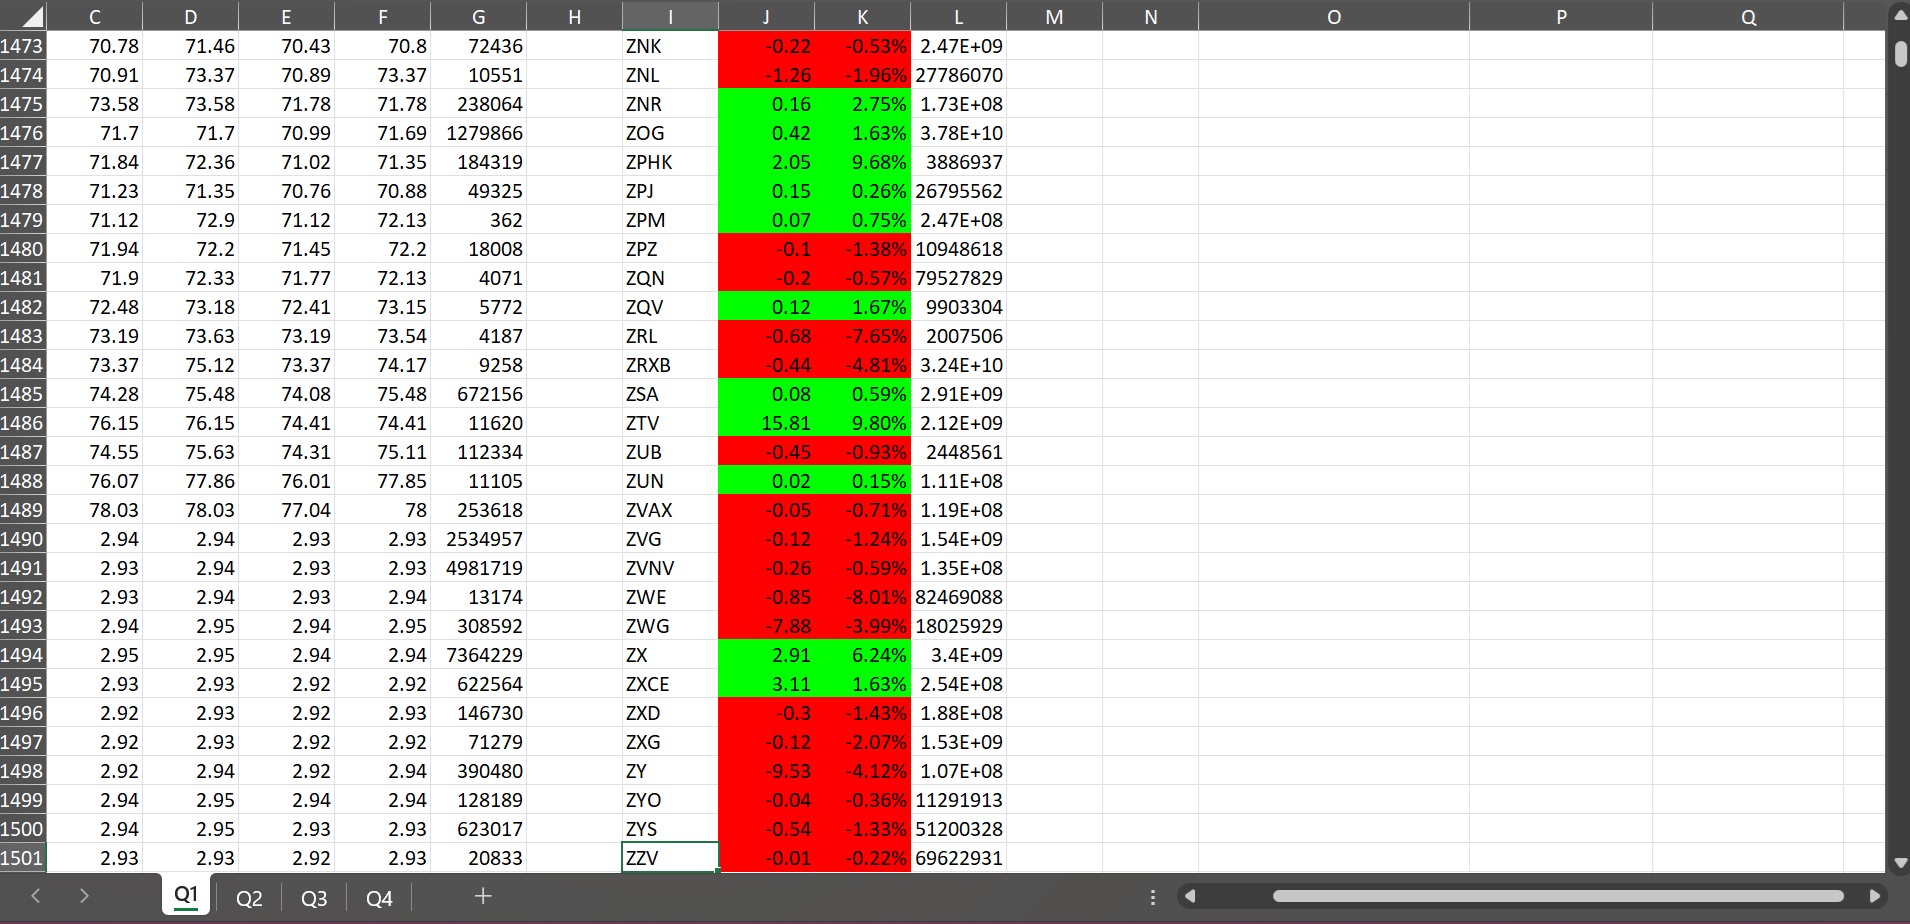 C D E F G H I J K L M N O P Q
1473 70.78 71.46 70.43 70.8 72436 ZNK -0.22 -0.53% 2.47E+09
1474 70.91 73.37 70.89 73.37 10551 ZNL -1.26 -1.96% 27786070
1475 73.58 73.58 71.78 71.78 238064 ZNR 0.16 2.75% 1.73E+08
1476 71.7 71.7 70.99 71.69 1279866 ZOG 0.42 1.63% 3.78E+10
1477 71.84 72.36 71.02 71.35 184319 ZPHK 2.05 9.68% 3886937
1478 71.23 71.35 70.76 70.88 49325 ZPJ 0.15 0.26% 26795562
1479 71.12 72.9 71.12 72.13 362 ZPM 0.07 0.75% 2.47E+08
1480 71.94 72.2 71.45 72.2 18008 ZPZ -0.1 -1.38% 10948618
1481 71.9 72.33 71.77 72.13 4071 ZQN -0.2 -0.57% 79527829
1482 72.48 73.18 72.41 73.15 5772 ZQV 0.12 1.67% 9903304
1483 73.19 73.63 73.19 73.54 4187 ZRL -0.68 -7.65% 2007506
1484 73.37 75.12 73.37 74.17 9258 ZRXB -0.44 -4.81% 3.24E+10
1485 74.28 75.48 74.08 75.48 672156 ZSA 0.08 0.59% 2.91E+09
1486 76.15 76.15 74.41 74.41 11620 ZTV 15.81 9.80% 2.12E+09
1487 74.55 75.63 74.31 75.11 112334 ZUB -0.45 -0.93% 2448561
1488 76.07 77.86 76.01 77.85 11105 ZUN 0.02 0.15% 1.11E+08
1489 78.03 78.03 77.04 78 253618 ZVAX -0.05 -0.71% 1.19E+08
1490 2.94 2.94 2.93 2.93 2534957 ZVG -0.12 -1.24% 1.54E+09
1491 2.93 2.94 2.93 2.93 4981719 ZVNV -0.26 -0.59% 1.35E+08
1492 2.93 2.94 2.93 2.94 13174 ZWE -0.85 -8.01% 82469088
1493 2.94 2.95 2.94 2.95 308592 ZWG -7.88 -3.99% 18025929
1494 2.95 2.95 2.94 2.94 7364229 ZX 2.91 6.24% 3.4E+09
1495 2.93 2.93 2.92 2.92 622564 ZXCE 3.11 1.63% 2.54E+08
1496 2.92 2.93 2.92 2.93 146730 ZXD -0.3 -1.43% 1.88E+08
1497 2.92 2.93 2.92 2.92 71279 ZXG -0.12 -2.07% 1.53E+09
1498 2.92 2.94 2.92 2.94 390480 ZY -9.53 -4.12% 1.07E+08
1499 2.94 2.95 2.94 2.94 128189 ZYO -0.04 -0.36% 11291913
1500 2.94 2.95 2.93 2.93 623017 ZYS -0.54 -1.33% 51200328
1501 2.93 2.93 2.92 2.93 20833 ZZV -0.01 -0.22% 69622931
Q1 Q2 Q3 Q4